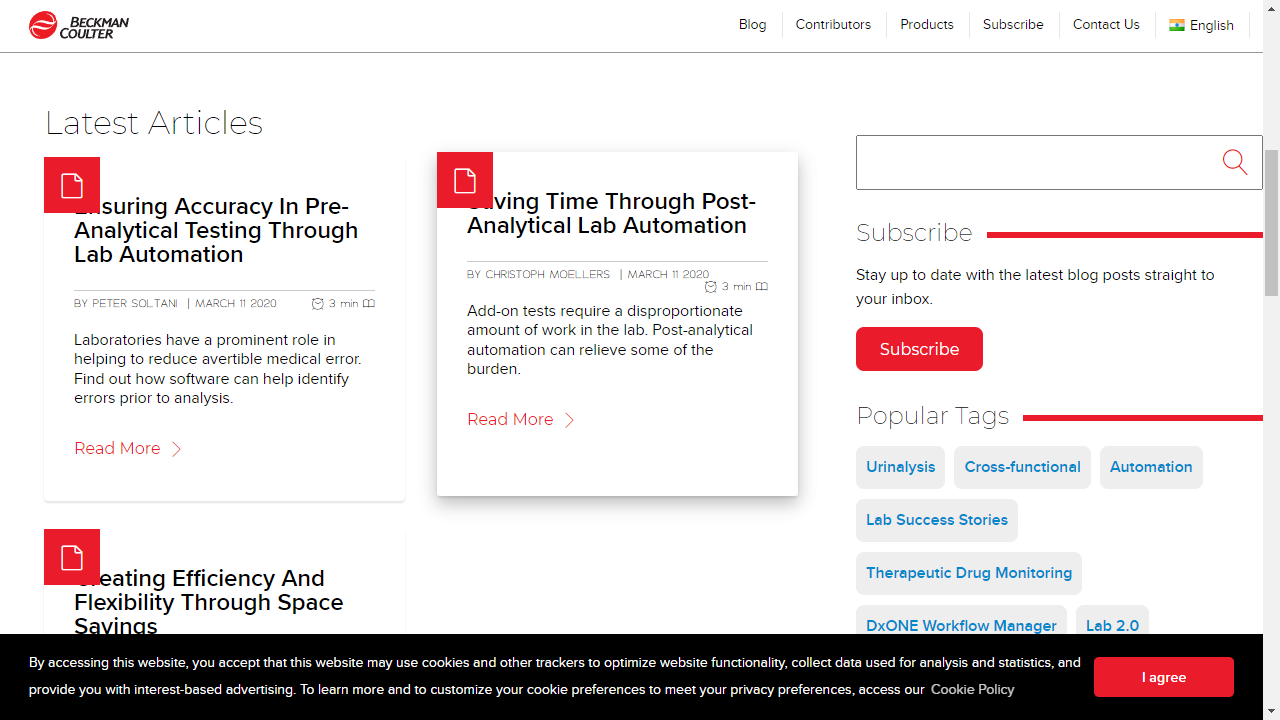 BECKMAN
COULTER
Blog
Contributors
Products
Subscribe
Contact Us
English
Latest Articles
Ensuring Accuracy In Pre-
Analytical Testing Through
Lab Automation
BY PETER SOLTANI | MARCH 11 2020
3 min
Laboratories have a prominent role in
helping to reduce avertible medical error.
Find out how software can help identify
errors prior to analysis.
Read More
Saving Time Through Post-
Analytical Lab Automation
BY CHRISTOPH MOELLERS | MARCH 11 2020
3 min
Add-on tests require a disproportionate
amount of work in the lab. Post-analytical
automation can relieve some of the
burden.
Read More
Creating Efficiency And
Flexibility Through Space
Savings
Subscribe
Stay up to date with the latest blog posts straight to
your inbox.
Subscribe
Popular Tags
Urinalysis
Cross-functional
Automation
Lab Success Stories
Therapeutic Drug Monitoring
DxONE Workflow Manager
Lab 2.0
By accessing this website, you accept that this website may use cookies and other trackers to optimize website functionality, collect data used for analysis and statistics, and
provide you with interest-based advertising. To learn more and to customize your cookie preferences to meet your privacy preferences, access our Cookie Policy
I agree